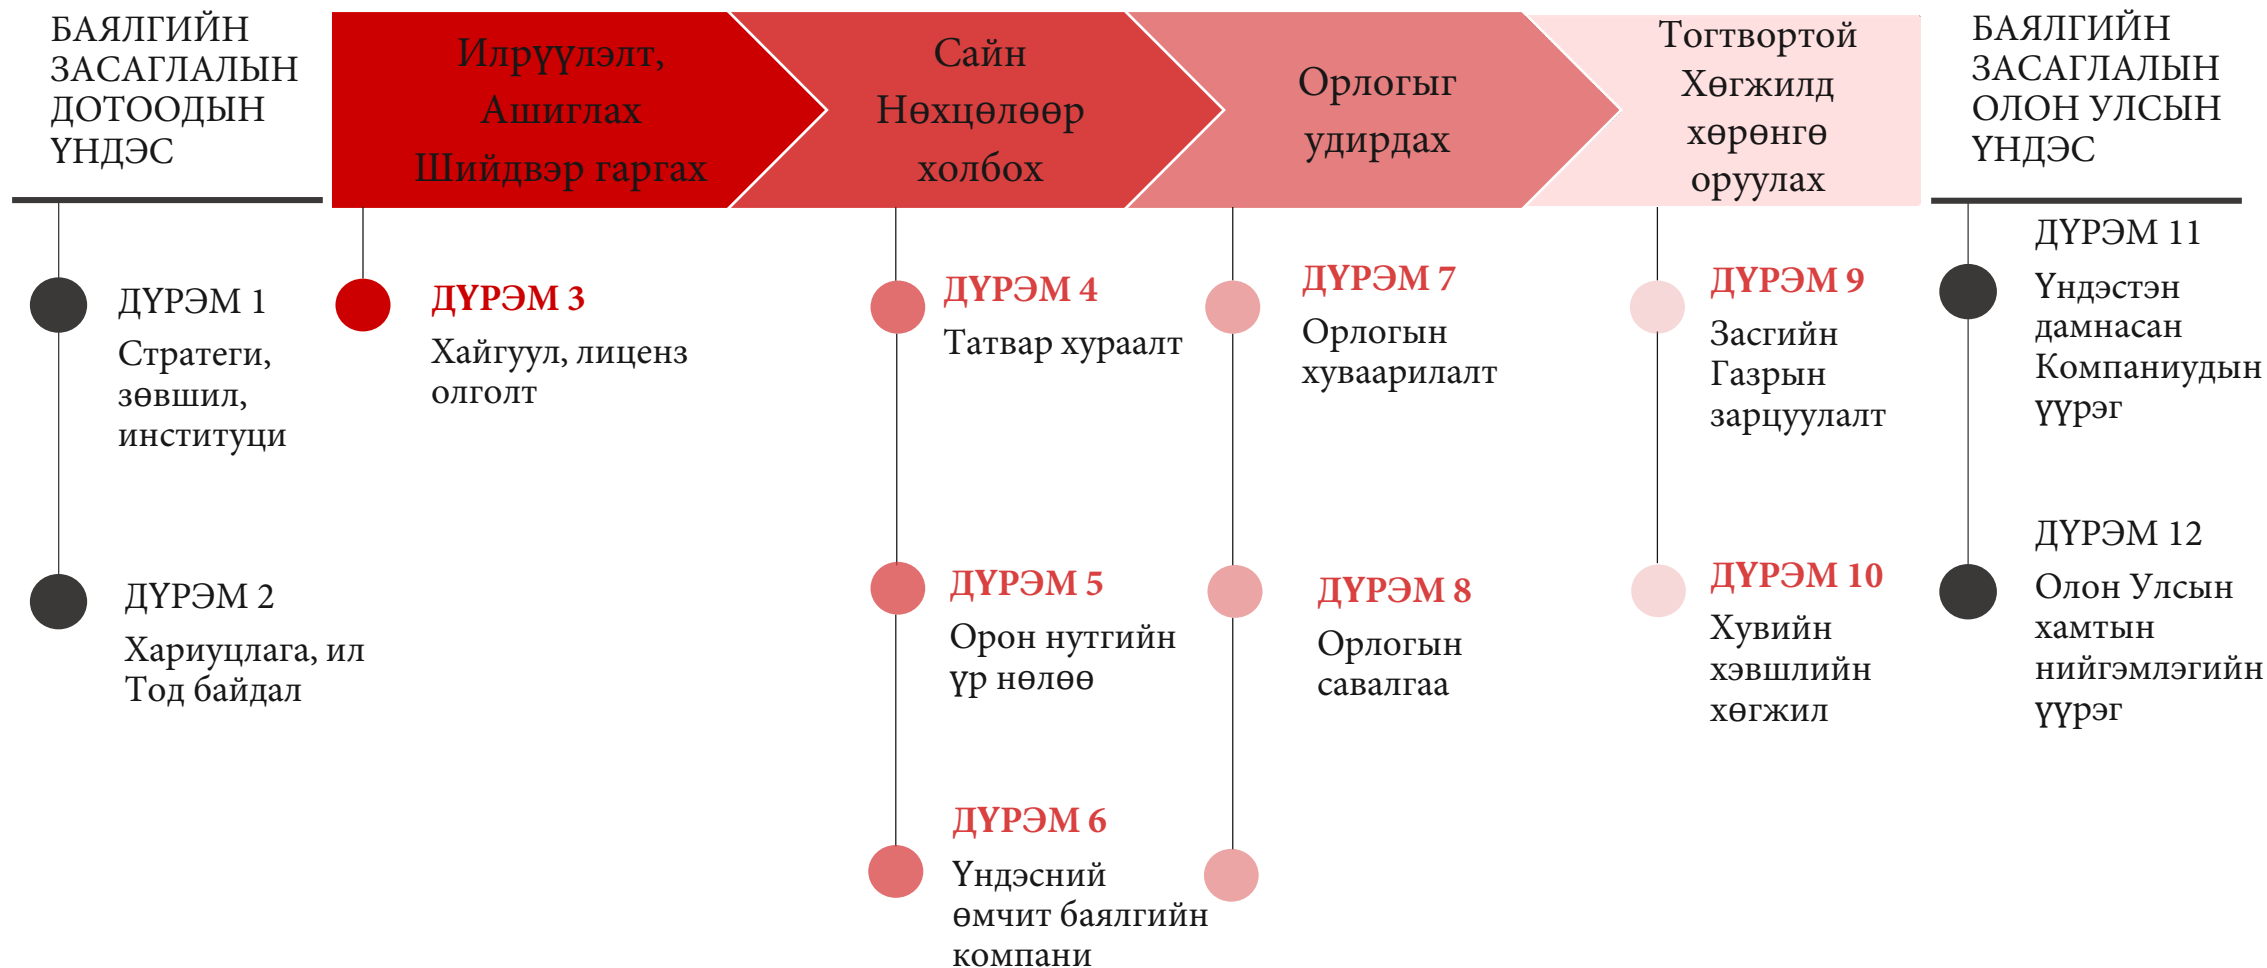 БАЯЛГИЙН
ЗАСАГЛАЛЫН
ДОТООДЫН
ҮНДЭС
ДҮРЭМ 1
Стратеги,
зөвшил,
институци
ДҮРЭМ 2
Хариуцлага, ил
Тод байдал
Илрүүлэлт,
Ашиглах
Шийдвэр гаргах
ДҮРЭМ 3
Хайгуул, лиценз
олголт
Сайн
Нөхцөлөөр
холбох
ДҮРЭМ 4
Татвар хураалт
ДҮРЭМ 5
Орон нутгийн
үр нөлөө
ДҮРЭМ 6
Үндэсний
өмчит баялгийн
компани
Орлогыг
удирдах
ДҮРЭМ 7
Орлогын
хуваарилалт
ДҮРЭМ 8
Орлогын
савалгаа
Тогтвортой
Хөгжилд
хөрөнгө
оруулах
ДҮРЭМ 9
Засгийн
Газрын
зарцуулалт
ДҮРЭМ 10
Хувийн
хэвшлийн
хөгжил
БАЯЛГИЙН
ЗАСАГЛАЛЫН
ОЛОН УЛСЫН
ҮНДЭС
ДҮРЭМ 11
Үндэстэн
дамнасан
Компаниудын
үүрэг
ДҮРЭМ 12
Олон Улсын
хамтын
нийгэмлэгийн
үүрэг